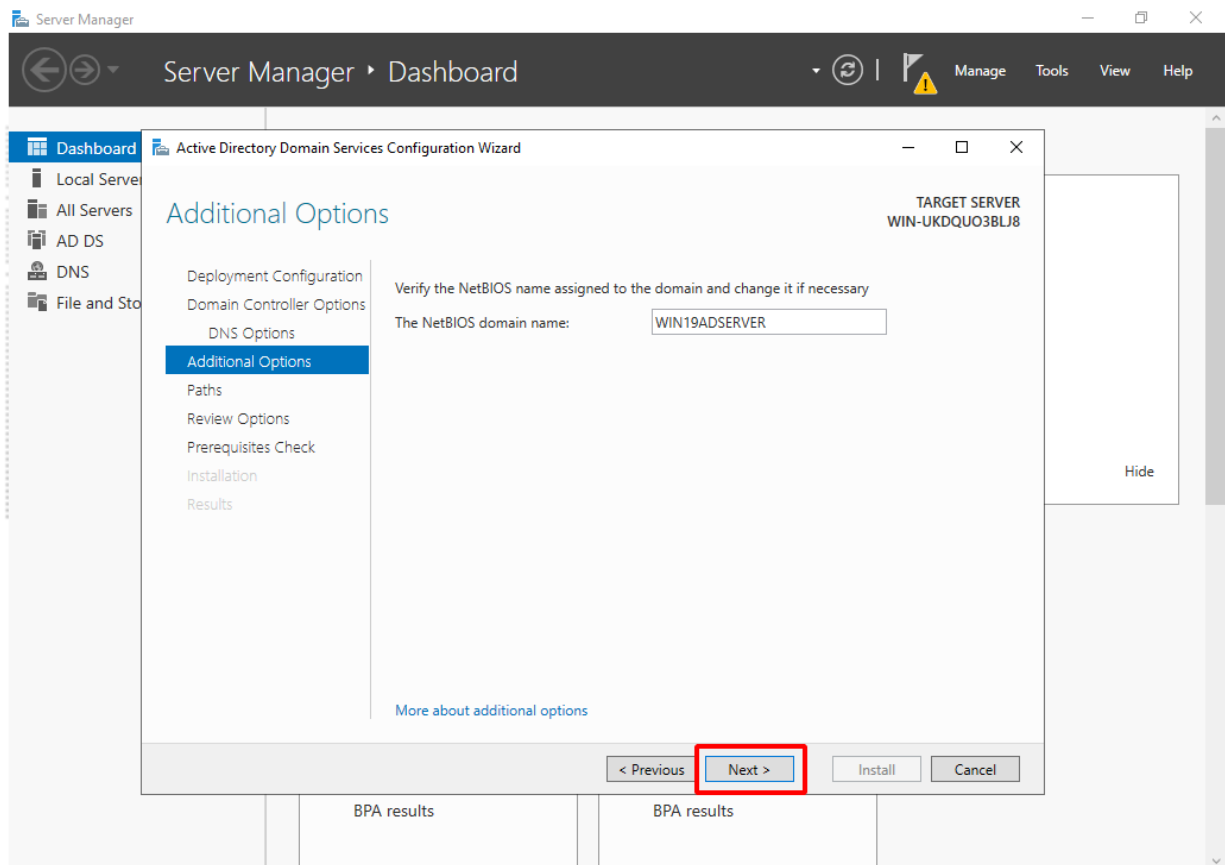 Server Manager
Server Manager ‣ Dashboard
Manage Tools View Help
Dashboard
Local Server
All Servers
AD DS
DNS
File and Sto
Active Directory Domain Services Configuration Wizard
Additional Options
TARGET SERVER
WIN-UKDQUO3BLJ8
Deployment Configuration
Domain Controller Options
DNS Options
Additional Options
Paths
Review Options
Prerequisites Check
Installation
Results
Verify the NetBIOS name assigned to the domain and change it if necessary
The NetBIOS domain name: WIN19ADSERVER
More about additional options
< Previous Next > Install Cancel
Hide
BPA results BPA results